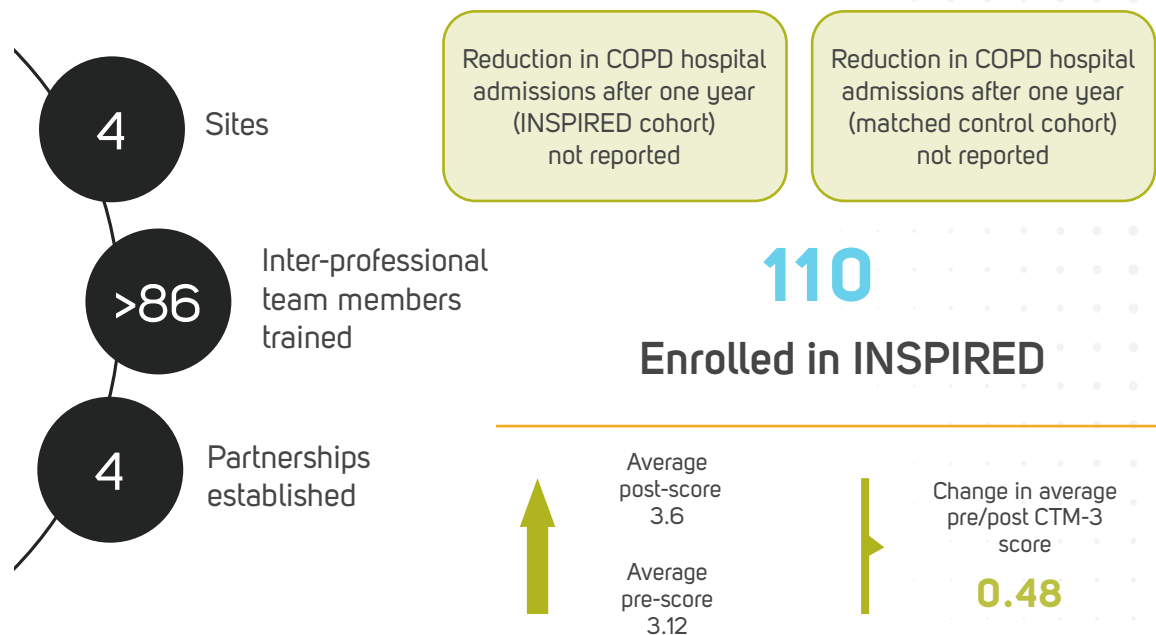 4
Sites
>86
Inter-professional
team members
trained
4
Partnerships
established
Reduction in COPD hospital
admissions after one year
(INSPIRED cohort)
not reported
Reduction in COPD hospital
admissions after one year
(matched control cohort)
not reported
110
Enrolled in INSPIRED
Average
post-score
3.6
Average
pre-score
3.12
Change in average
pre/post CTM-3
score
0.48